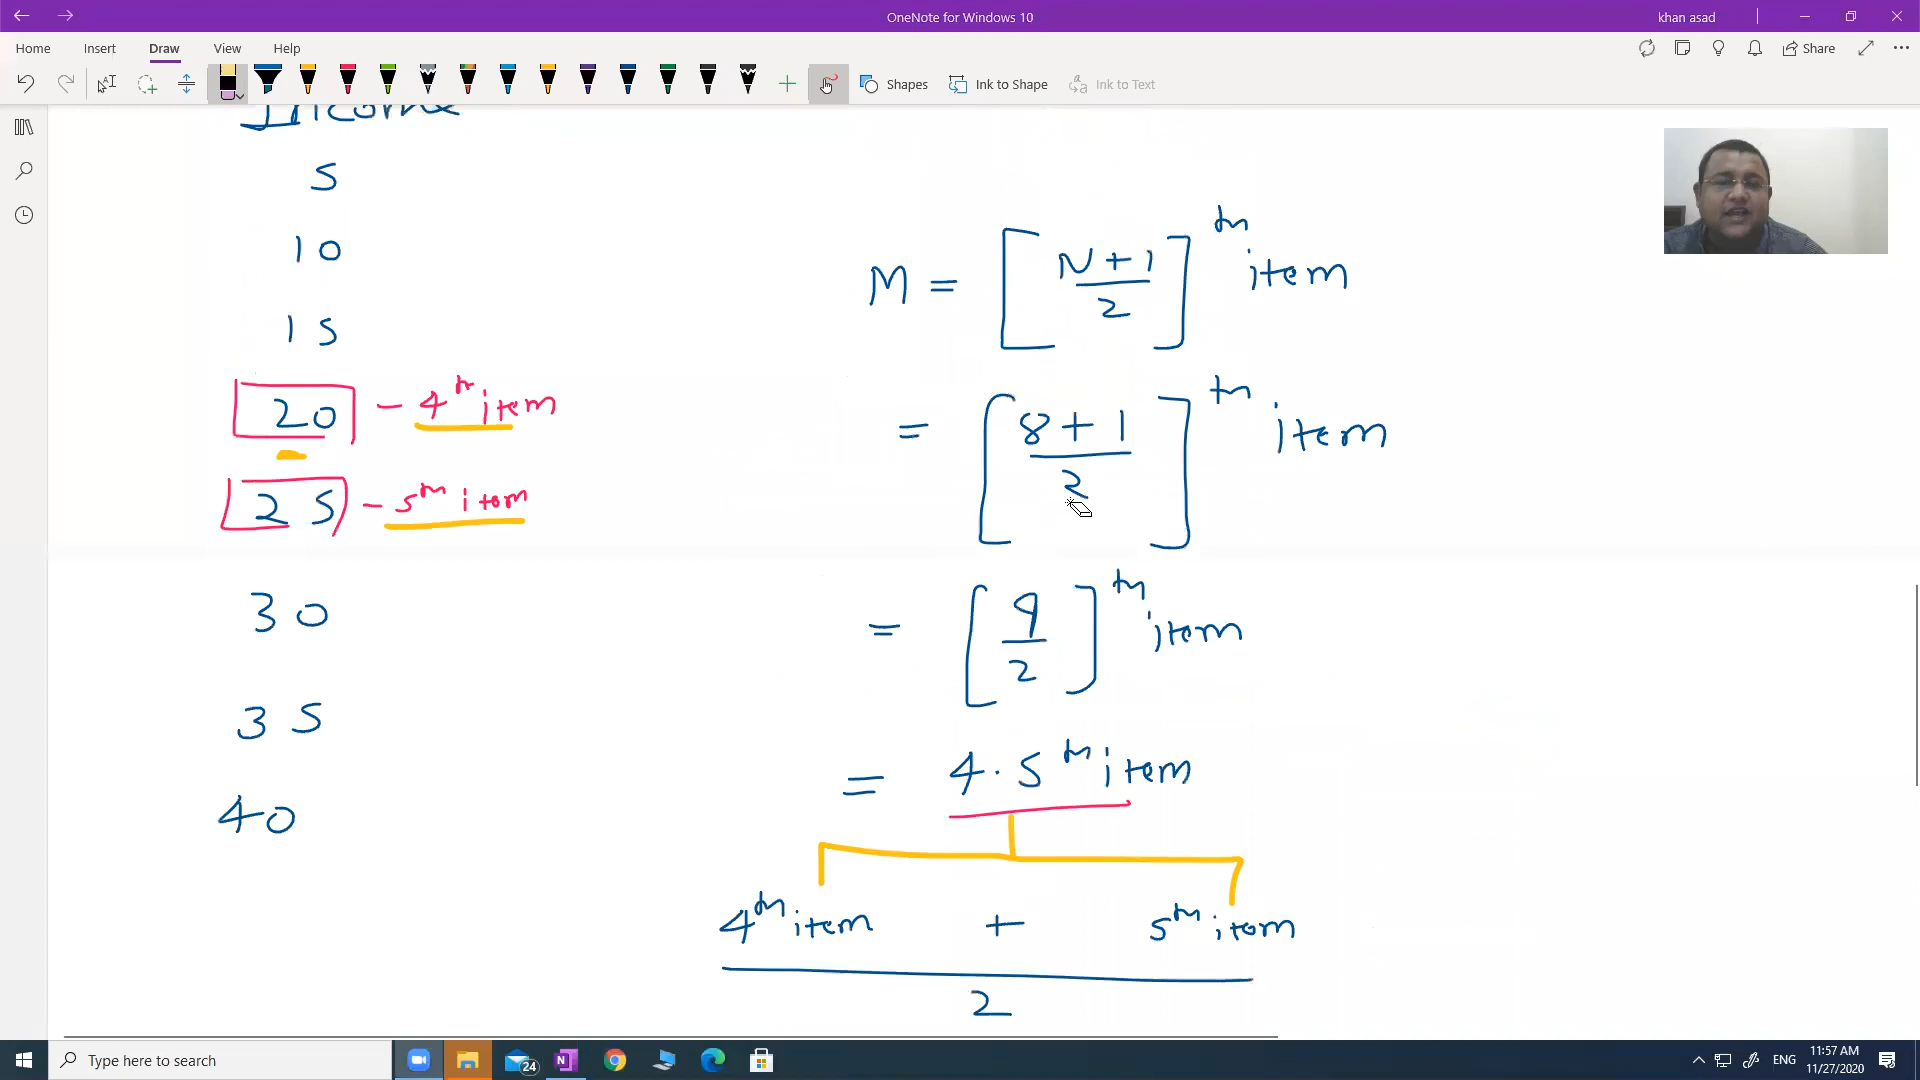 OneNote for Windows 10
khan asad
Home Insert Draw View Help
Share
Shapes Ink to Shape Ink to Text
Income
5
10
15
20 - 4th item
25 - 5th item
30
35
40
M = [N+1/2]th item
= [8+1/2]th item
= [9/2]th item
= 4.5th item
4th item + 5th item
2
Type here to search
24
ENG
11:57 AM
11/27/2020